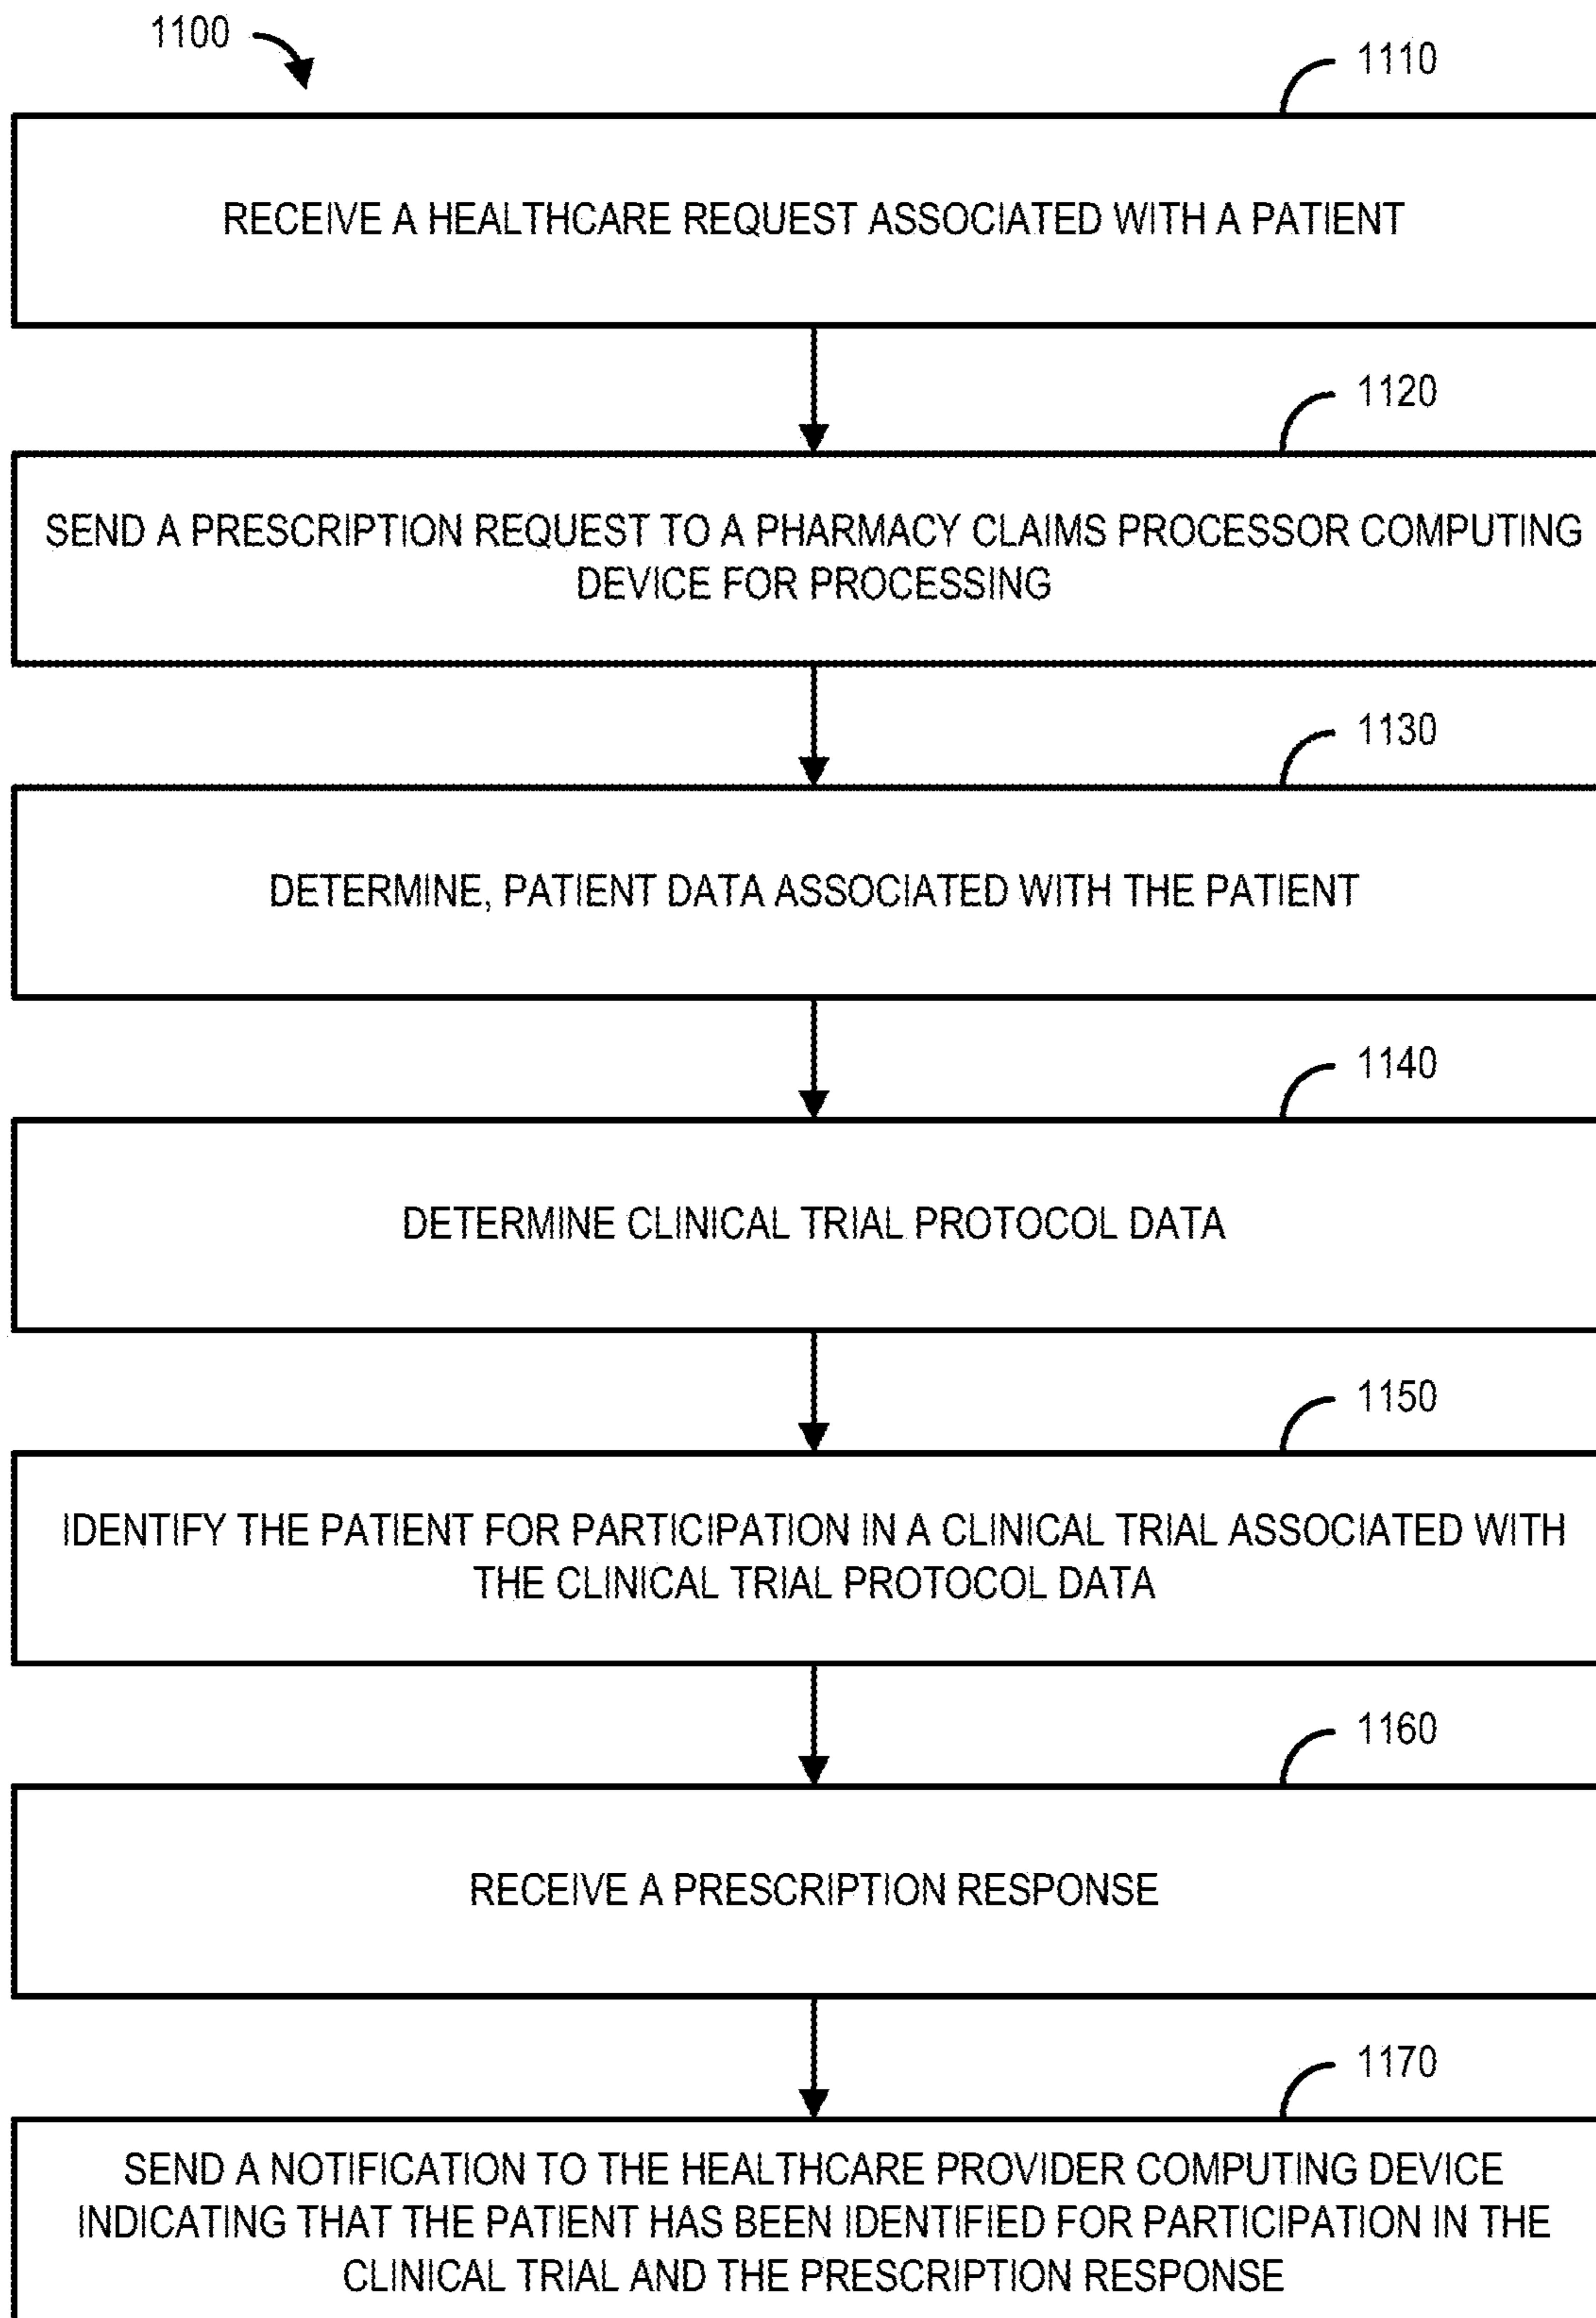 1100
1110
RECEIVE A HEALTHCARE REQUEST ASSOCIATED WITH A PATIENT
1120
SEND A PRESCRIPTION REQUEST TO A PHARMACY CLAIMS PROCESSOR COMPUTING
DEVICE FOR PROCESSING
1130
DETERMINE, PATIENT DATA ASSOCIATED WITH THE PATIENT
1140
DETERMINE CLINICAL TRIAL PROTOCOL DATA
1150
IDENTIFY THE PATIENT FOR PARTICIPATION IN A CLINICAL TRIAL ASSOCIATED WITH
THE CLINICAL TRIAL PROTOCOL DATA
1160
RECEIVE A PRESCRIPTION RESPONSE
1170
SEND A NOTIFICATION TO THE HEALTHCARE PROVIDER COMPUTING DEVICE
INDICATING THAT THE PATIENT HAS BEEN IDENTIFIED FOR PARTICIPATION IN THE
CLINICAL TRIAL AND THE PRESCRIPTION RESPONSE